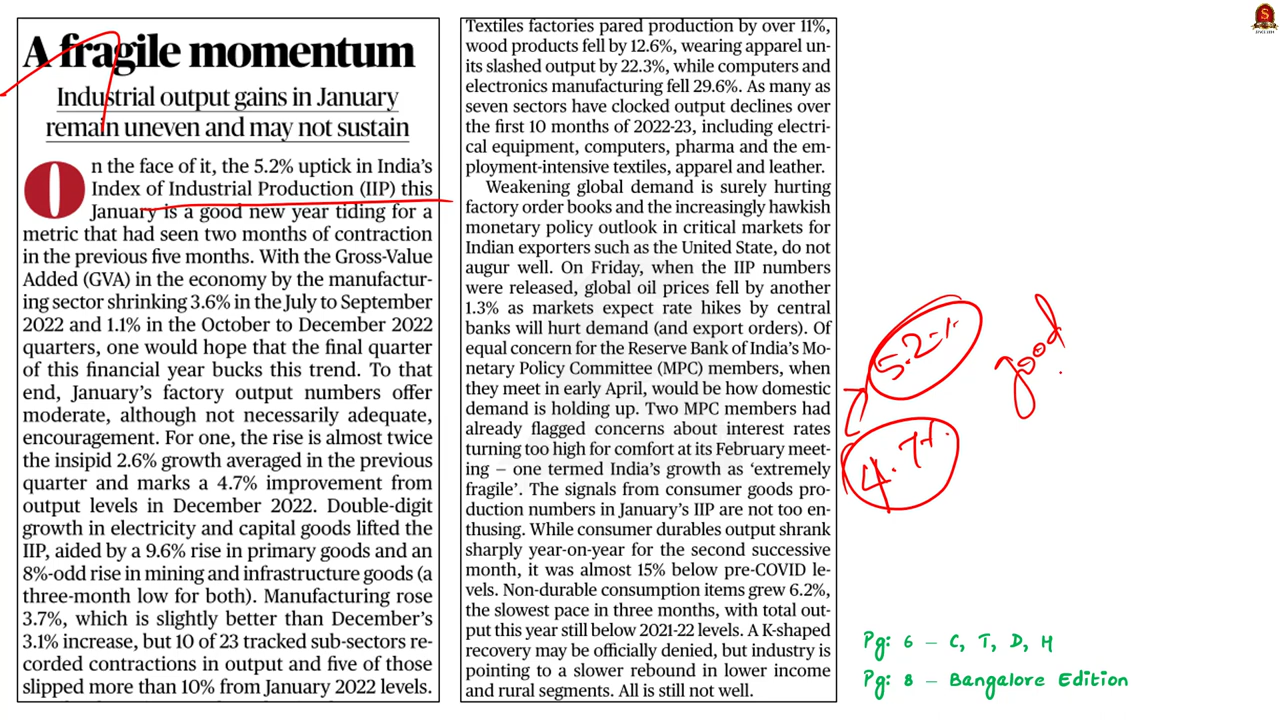 A fragile momentum
Industrial output gains in January
remain uneven and may not sustain
On the face of it, the 5.2% uptick in India's
Index of Industrial Production (IIP) this
January is a good new year tiding for a
metric that had seen two months of contraction
in the previous five months. With the Gross-Value
Added (GVA) in the economy by the manufactur-
ing sector shrinking 3.6% in the July to September
2022 and 1.1% in the October to December 2022
quarters, one would hope that the final quarter
of this financial year bucks this trend. To that
end, January's factory output numbers offer
moderate, although not necessarily adequate,
encouragement. For one, the rise is almost twice
the insipid 2.6% growth averaged in the previous
quarter and marks a 4.7% improvement from
output levels in December 2022. Double-digit
growth in electricity and capital goods lifted the
IIP, aided by a 9.6% rise in primary goods and an
8%-odd rise in mining and infrastructure goods (a
three-month low for both). Manufacturing rose
3.7%, which is slightly better than December's
3.1% increase, but 10 of 23 tracked sub-sectors re-
corded contractions in output and five of those
slipped more than 10% from January 2022 levels.
Textiles factories pared production by over 11%,
wood products fell by 12.6%, wearing apparel un-
its slashed output by 22.3%, while computers and
electronics manufacturing fell 29.6%. As many as
seven sectors have clocked output declines over
the first 10 months of 2022-23, including electri-
cal equipment, computers, pharma and the em-
ployment-intensive textiles, apparel and leather.
Weakening global demand is surely hurting
factory order books and the increasingly hawkish
monetary policy outlook in critical markets for
Indian exporters such as the United State, do not
augur well. On Friday, when the IIP numbers
were released, global oil prices fell by another
1.3% as markets expect rate hikes by central
banks will hurt demand (and export orders). Of
equal concern for the Reserve Bank of India's Mo-
netary Policy Committee (MPC) members, when
they meet in early April, would be how domestic
demand is holding up. Two MPC members had
already flagged concerns about interest rates
turning too high for comfort at its February meet-
ing – one termed India's growth as 'extremely
fragile'. The signals from consumer goods pro-
duction numbers in January's IIP are not too en-
thusing. While consumer durables output shrank
sharply year-on-year for the second successive
month, it was almost 15% below pre-COVID le-
vels. Non-durable consumption items grew 6.2%,
the slowest pace in three months, with total out-
put this year still below 2021-22 levels. A K-shaped
recovery may be officially denied, but industry is
pointing to a slower rebound in lower income
and rural segments. All is still not well.
5.2%
good
4.7%
Pg: 6 – C, T, D, H
Pg: 8 – Bangalore Edition